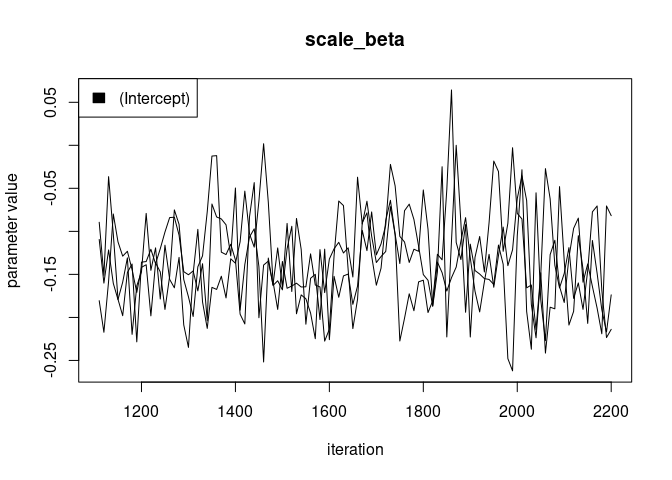 scale_beta
(Intercept)
parameter value
0.05
-0.05
-0.15
-0.25
1200
1400
1600
1800
2000
2200
iteration